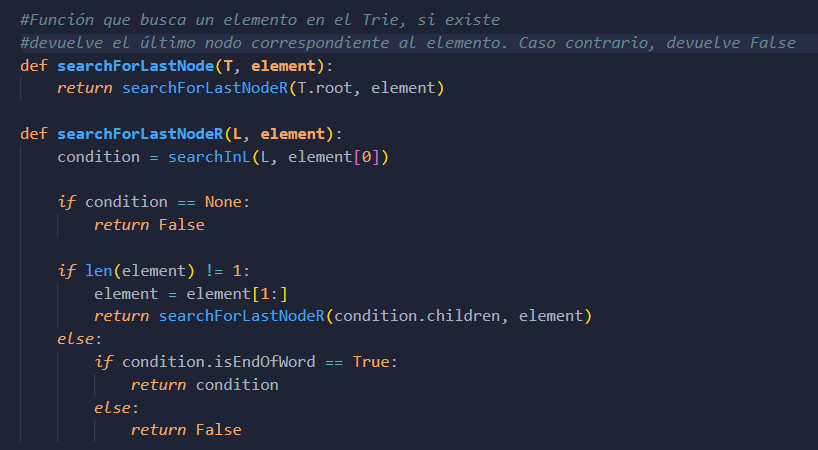 #Función que busca un elemento en el Trie, si existe
#devuelve el último nodo correspondiente al elemento. Caso contrario, devuelve False
def searchForLastNode(T, element):
    return searchForLastNodeR(T.root, element)

def searchForLastNodeR(L, element):
    condition = searchInL(L, element[0])

    if condition == None:
        return False

    if len(element) != 1:
        element = element[1:]
        return searchForLastNodeR(condition.children, element)
    else:
        if condition.isEndOfWord == True:
            return condition
        else:
            return False